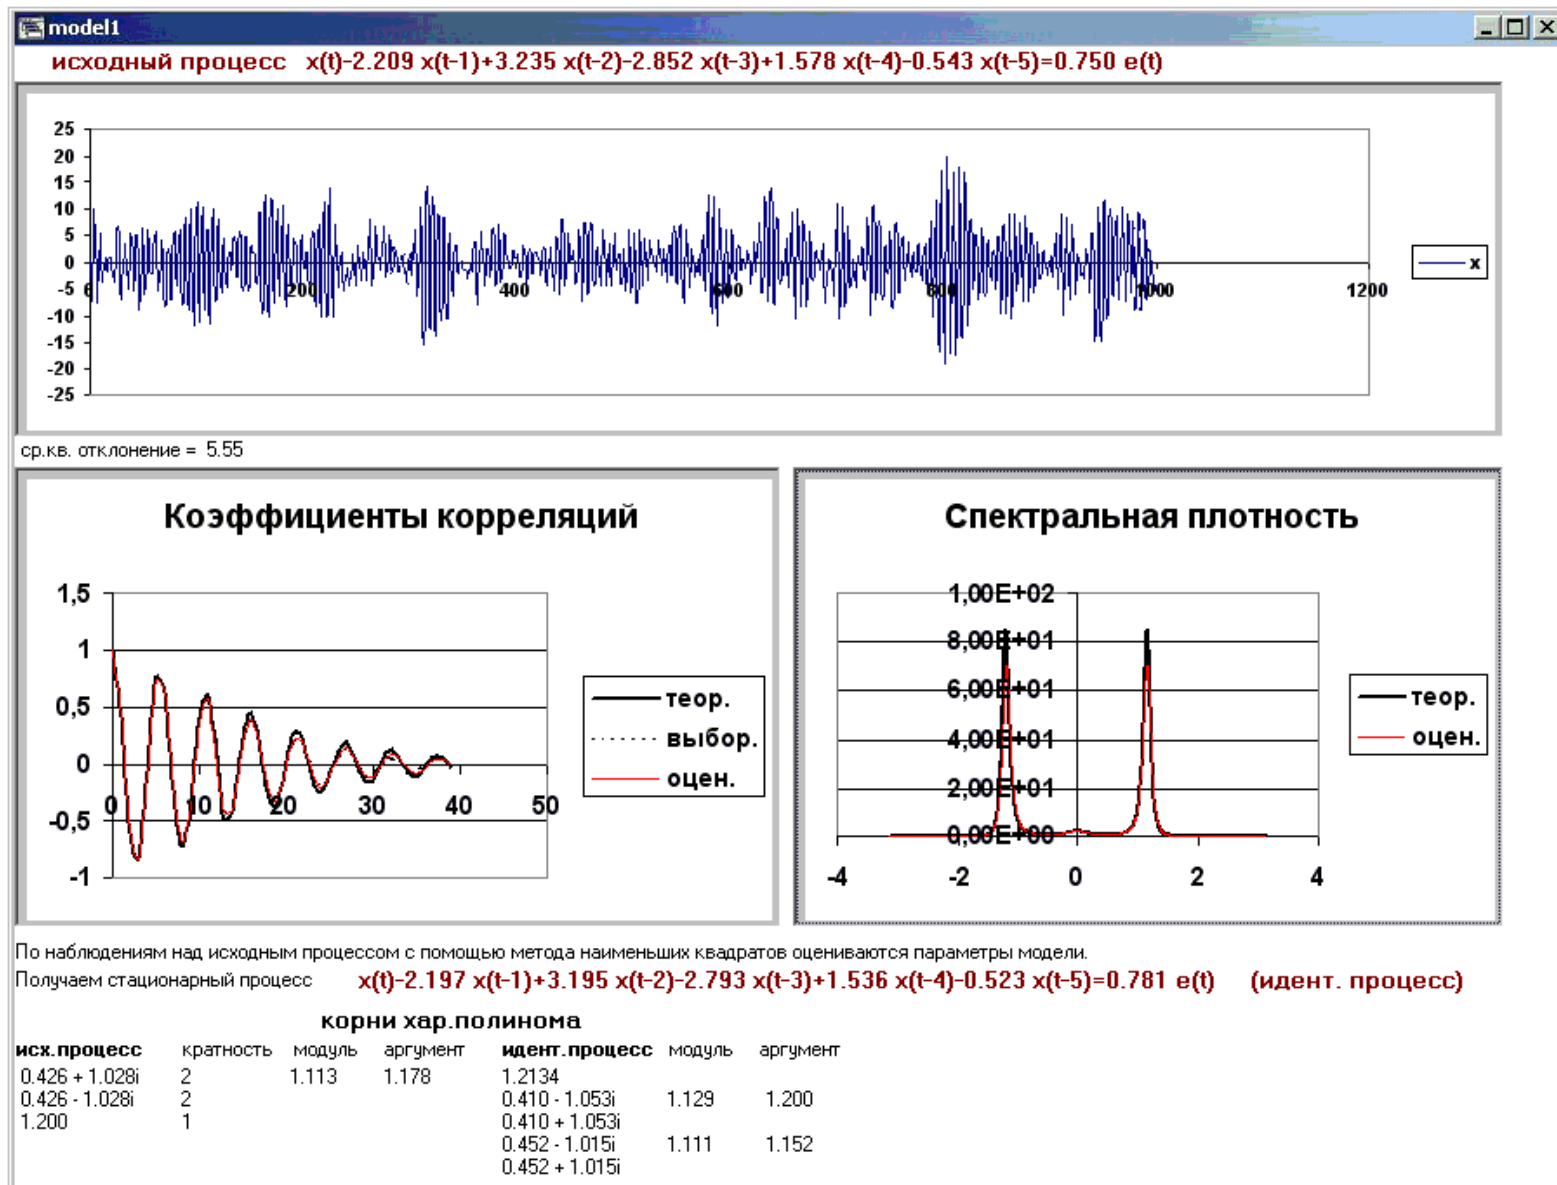 model1
исходный процесс x(t)-2.209 x(t-1)+3.235 x(t-2)-2.852 x(t-3)+1.578 x(t-4)-0.543 x(t-5)=0.750 e(t)
25
20
15
10
5
0
-5
-10
-15
-20
-25
0 200 400 600 800 1000 1200
x
ср.кв. отклонение = 5.55
Коэффициенты корреляций
1,5
1
0,5
0
-0,5
-1
0 10 20 30 40 50
теор.
выбор.
оцен.
Спектральная плотность
1,00E+02
8,00E+01
6,00E+01
4,00E+01
2,00E+01
0,00E+00
-4 -2 0 2 4
теор.
оцен.
По наблюдениям над исходным процессом с помощью метода наименьших квадратов оцениваются параметры модели.
Получаем стационарный процесс x(t)-2.197 x(t-1)+3.195 x(t-2)-2.793 x(t-3)+1.536 x(t-4)-0.523 x(t-5)=0.781 e(t) (идент. процесс)
корни хар.полинома
исх.процесс кратность модуль аргумент идент.процесс модуль аргумент
0.426 + 1.028i 2 1.113 1.178 1.2134
0.426 - 1.028i 2 0.410 - 1.053i 1.129 1.200
1.200 1 0.410 + 1.053i
0.452 - 1.015i 1.111 1.152
0.452 + 1.015i